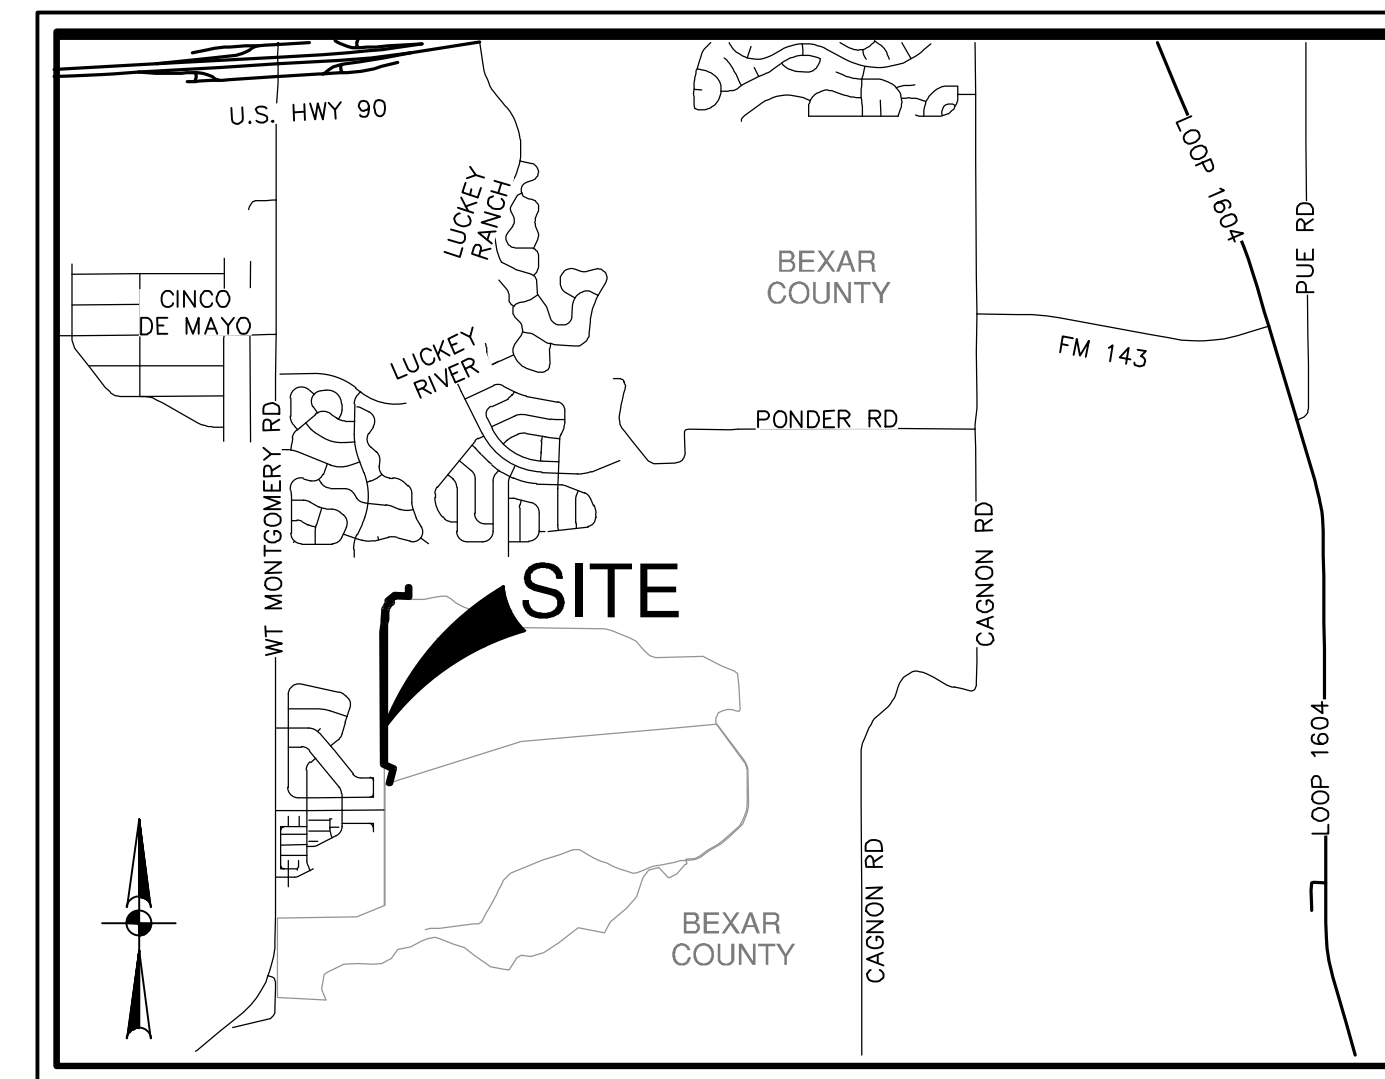 U.S. HWY 90
LOOP 1604
LUCKEY
RANCH
PUE RD
BEXAR
COUNTY
CINCO
DE MAYO
LUCKEY
RIVER
FM 143
PONDER RD
WT MONTGOMERY RD
CAGNON RD
SITE
LOOP 1604
CAGNON RD
BEXAR
COUNTY